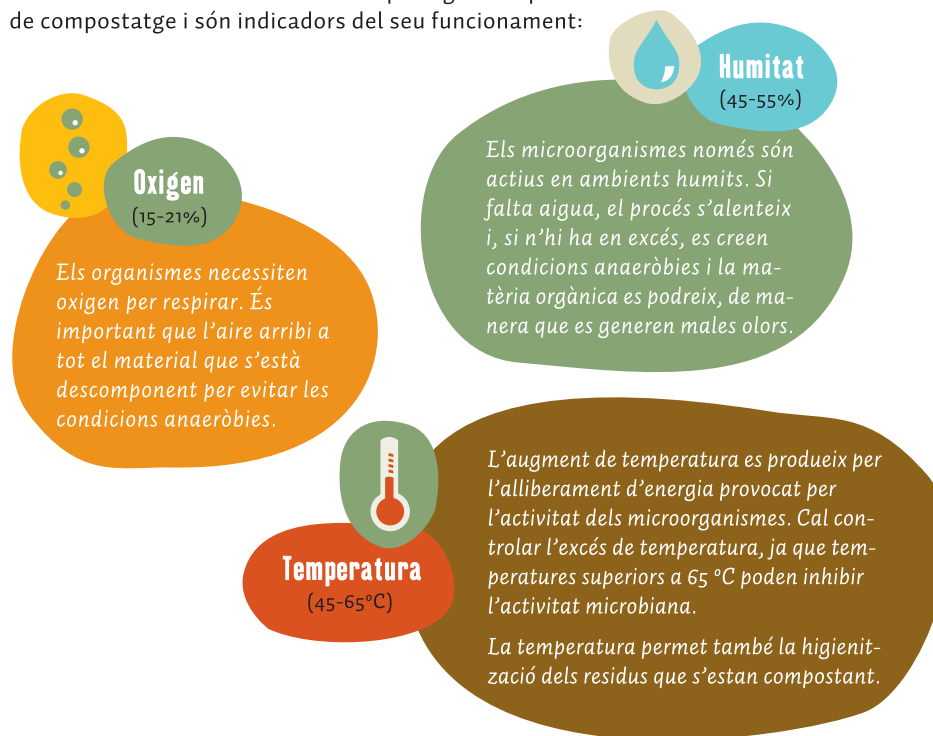 de compostatge i són indicadors del seu funcionament:
Humitat
(45-55%)
Els microorganismes només són
actius en ambients humits. Si
falta aigua, el procés s’alenteix
i, si n’hi ha en excés, es creen
condicions anaeròbies i la ma-
tèria orgànica es podreix, de ma-
nera que es generen males olors.
Oxigen
(15-21%)
Els organismes necessiten
oxigen per respirar. És
important que l’aire arribi a
tot el material que s’està
descomponent per evitar les
condicions anaeròbies.
Temperatura
(45-65ºC)
L’augment de temperatura es produeix per
l’alliberament d’energia provocat per
l’activitat dels microorganismes. Cal con-
trolar l’excés de temperatura, ja que tem-
peratures superiors a 65 ºC poden inhibir
l’activitat microbiana.
La temperatura permet també la higienit-
zació dels residus que s’estan compostant.